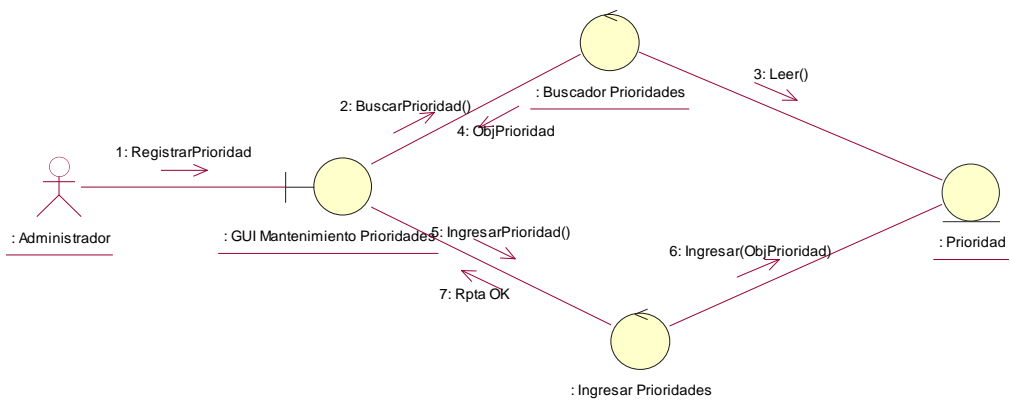 3: Leer()
: Buscador Prioridades
2: BuscarPrioridad()
4: ObjPrioridad
1: RegistrarPrioridad
: Administrador
: GUI Mantenimiento Prioridades
5: IngresarPrioridad()
: Prioridad
6: Ingresar(ObjPrioridad)
7: Rpta OK
: Ingresar Prioridades